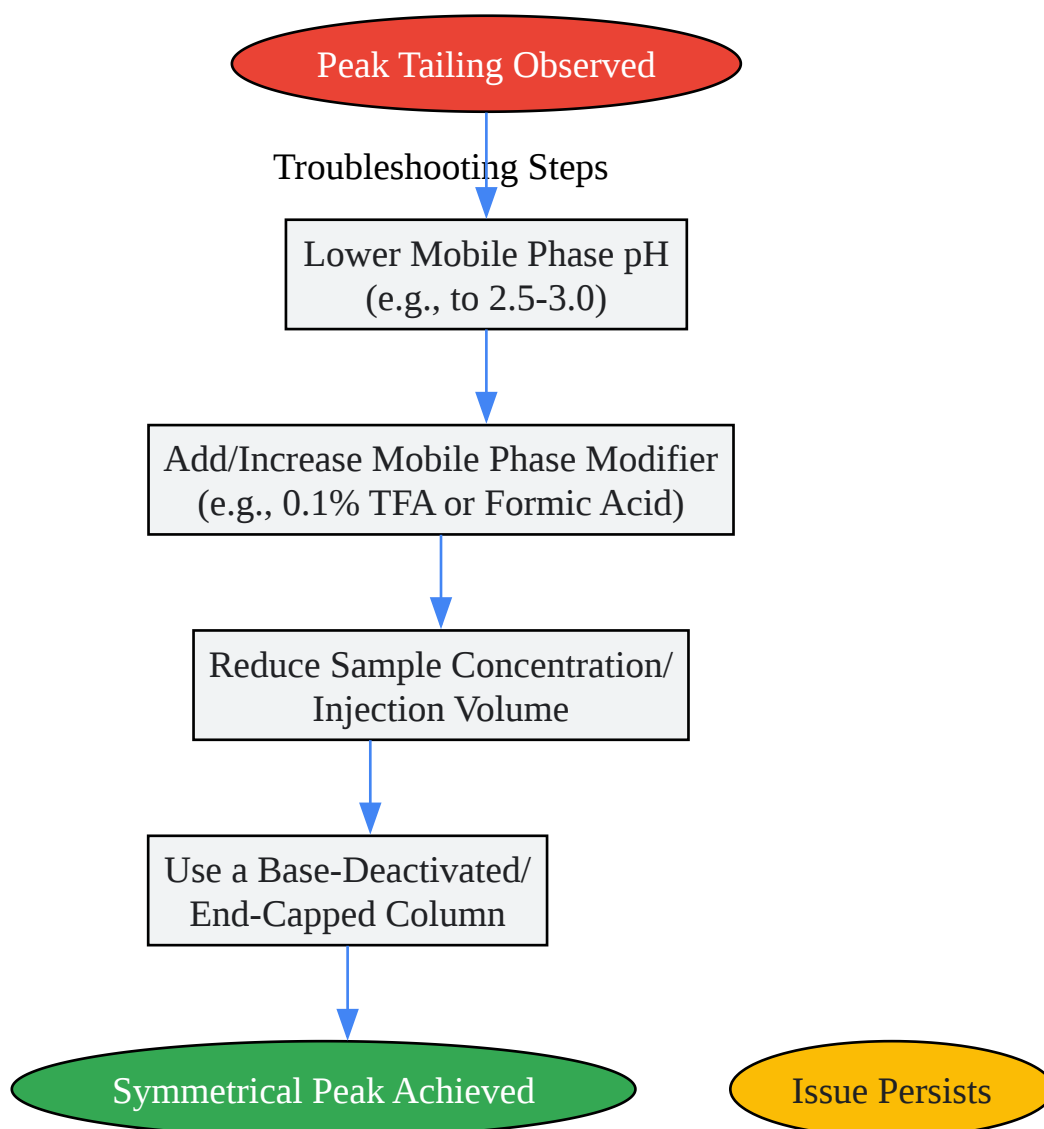 Peak Tailing Observed
Troubleshooting Steps
Lower Mobile Phase pH
(e.g., to 2.5-3.0)
Add/Increase Mobile Phase Modifier
(e.g., 0.1% TFA or Formic Acid)
Reduce Sample Concentration/
Injection Volume
Use a Base-Deactivated/
End-Capped Column
Symmetrical Peak Achieved
Issue Persists